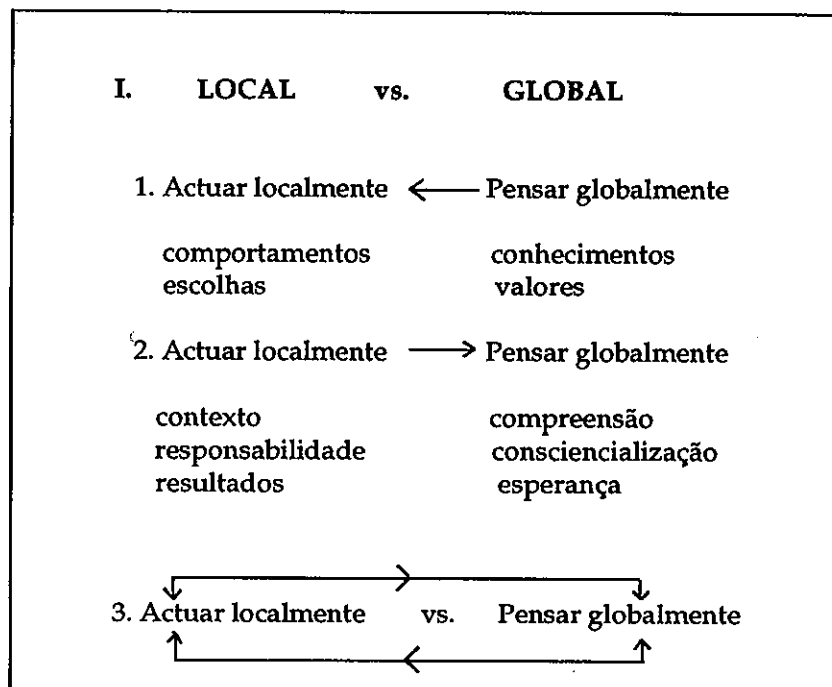 I. LOCAL vs. GLOBAL
1. Actuar localmente ← Pensar globalmente
comportamentos conhecimentos
escolhas valores
2. Actuar localmente → Pensar globalmente
contexto compreensão
responsabilidade consciencialização
resultados esperança
3. Actuar localmente vs. Pensar globalmente